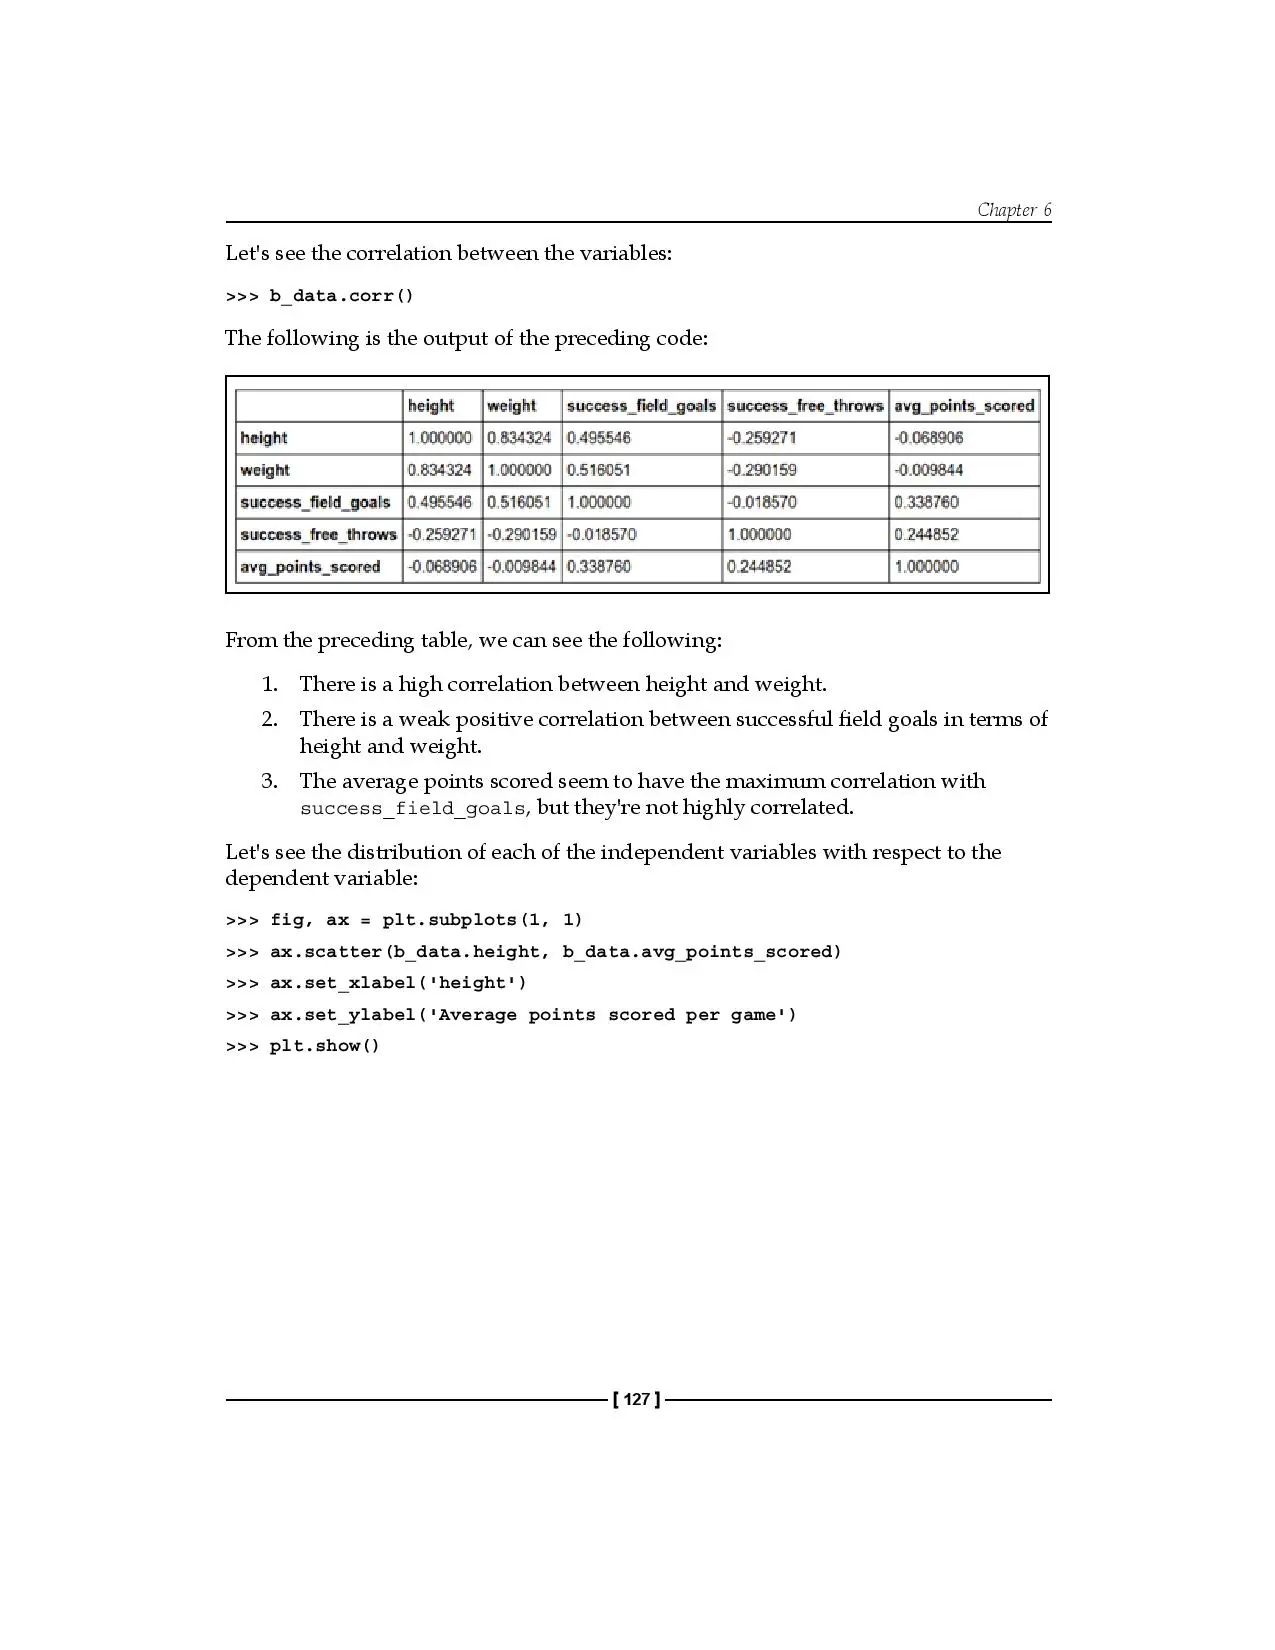 Chapter 6
Let's see the correlation between the variables:
>>> b_data.corr()
The following is the output of the preceding code:
height weight success_field_goals success_free_throws avg_points_scored
height 1.000000 0.834324 0.495546 -0.259271 -0.068906
weight 0.834324 1.000000 0.516051 -0.290159 -0.009844
success_field_goals 0.495546 0.516051 1.000000 -0.018570 0.338760
success_free_throws -0.259271 -0.290159 -0.018570 1.000000 0.244852
avg_points_scored -0.068906 -0.009844 0.338760 0.244852 1.000000
From the preceding table, we can see the following:
1. There is a high correlation between height and weight.
2. There is a weak positive correlation between successful field goals in terms of
height and weight.
3. The average points scored seem to have the maximum correlation with
success_field_goals, but they're not highly correlated.
Let's see the distribution of each of the independent variables with respect to the
dependent variable:
>>> fig, ax = plt.subplots(1, 1)
>>> ax.scatter(b_data.height, b_data.avg_points_scored)
>>> ax.set_xlabel('height')
>>> ax.set_ylabel('Average points scored per game')
>>> plt.show()
[ 127 ]